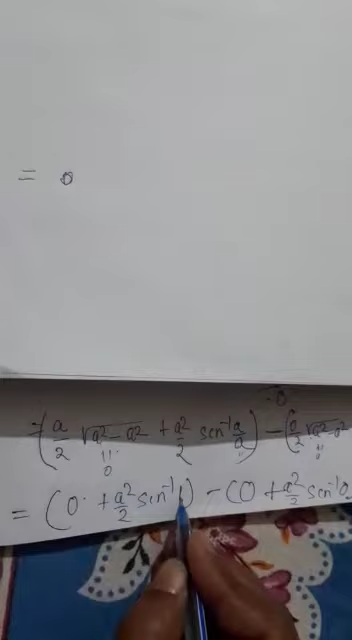 = 0
= (a/2 √a²-a² + a²/2 sin⁻¹ a/a) - (0/2 √a²-0²
= (0 + a²/2 sin⁻¹ 1) - (0 + a²/2 sin⁻¹ 0